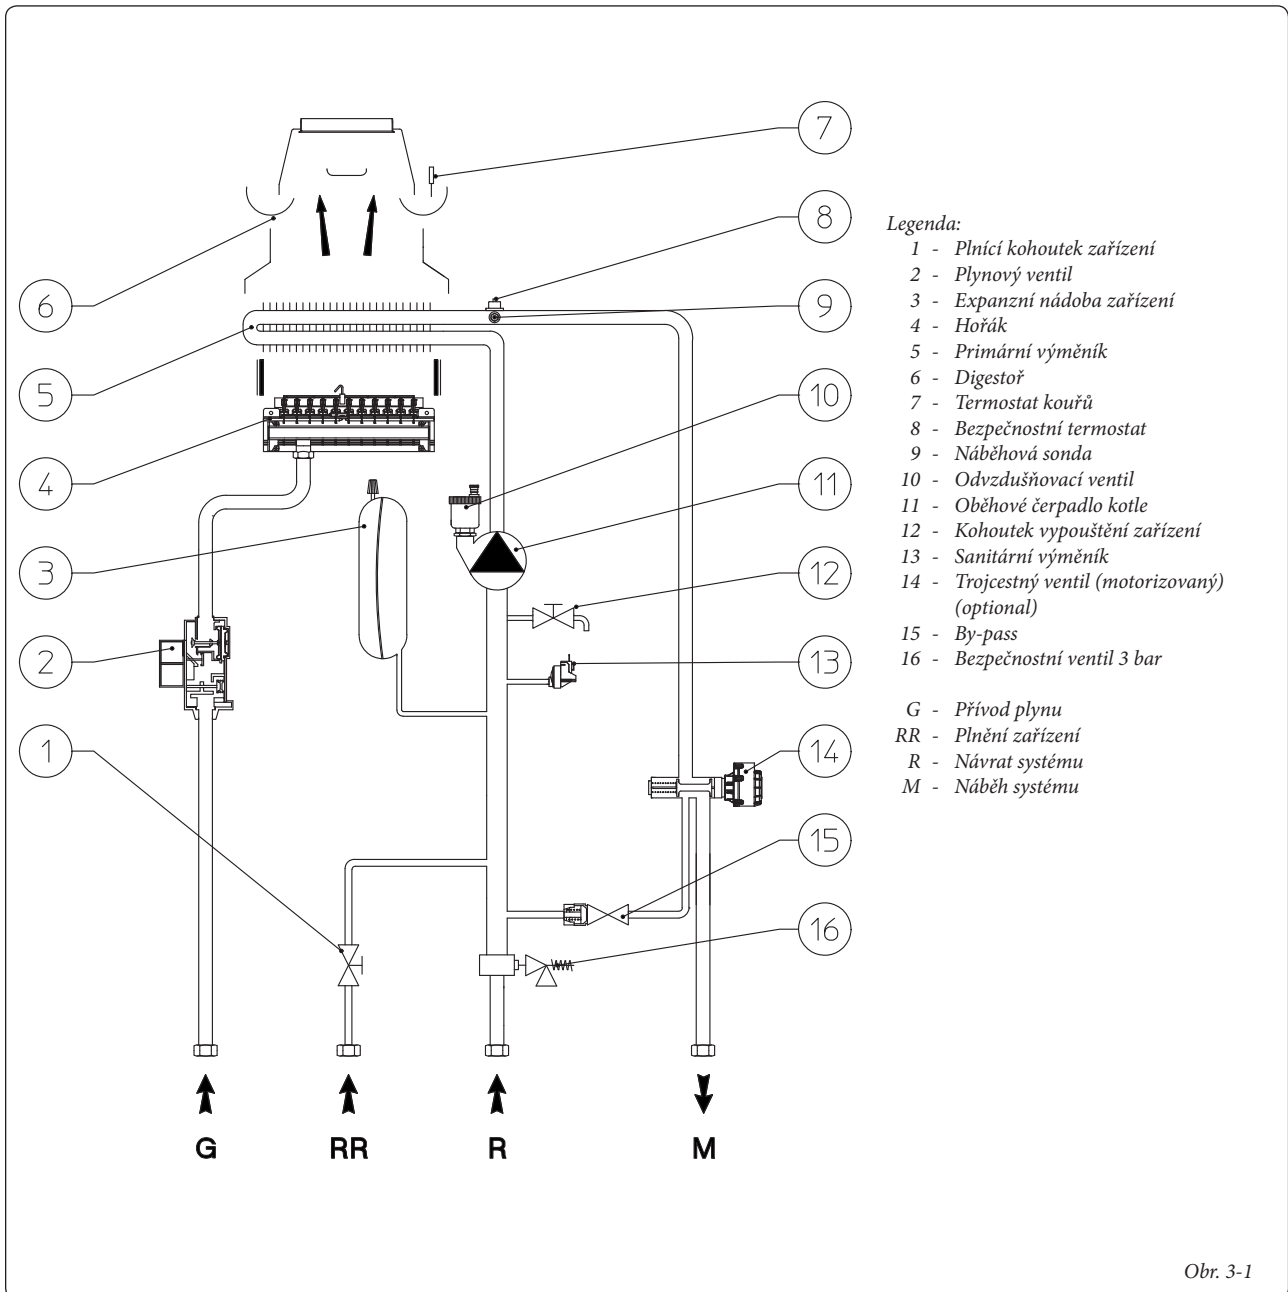 7
8
6
9
5
10
4
11
3
12
2
13
1
14
15
16
G
RR
R
M
Legenda:
1 - Plnící kohoutek zařízení
2 - Plynový ventil
3 - Expanzní nádoba zařízení
4 - Hořák
5 - Primární výměník
6 - Digestoř
7 - Termostat kouřů
8 - Bezpečnostní termostat
9 - Náběhová sonda
10 - Odvzdušňovací ventil
11 - Oběhové čerpadlo kotle
12 - Kohoutek vypouštění zařízení
13 - Sanitární výměník
14 - Trojcestný ventil (motorizovaný)
(optional)
15 - By-pass
16 - Bezpečnostní ventil 3 bar
G - Přívod plynu
RR - Plnění zařízení
R - Návrat systému
M - Náběh systému
Obr. 3-1